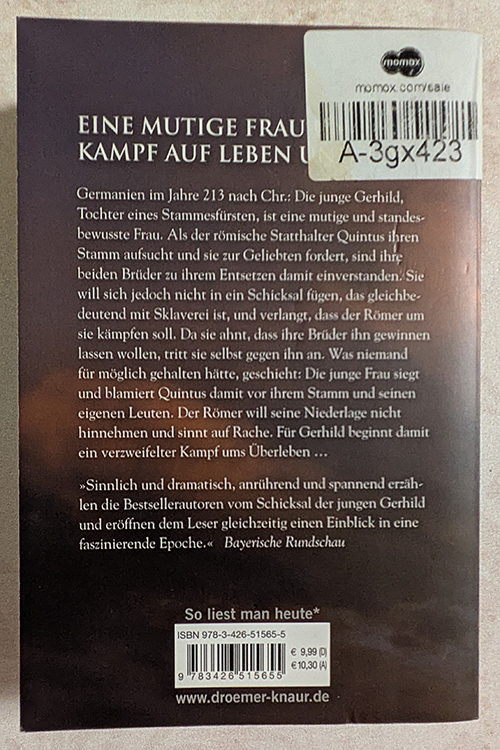 momox
momox.com/sale
A-3gx423
EINE MUTIGE FRAU
KAMPF AUF LEBEN U
Germanien im Jahre 213 nach Chr.: Die junge Gerhild,
Tochter eines Stammesfürsten, ist eine mutige und standes-
bewusste Frau. Als der römische Statthalter Quintus ihren
Stamm aufsucht und sie zur Geliebten fordert, sind ihre
beiden Brüder zu ihrem Entsetzen damit einverstanden. Sie
will sich jedoch nicht in ein Schicksal fügen, das gleichbe-
deutend mit Sklaverei ist, und verlangt, dass der Römer um
sie kämpfen soll. Da sie ahnt, dass ihre Brüder ihn gewinnen
lassen wollen, tritt sie selbst gegen ihn an. Was niemand
für möglich gehalten hätte, geschieht: Die junge Frau siegt
und blamiert Quintus damit vor ihrem Stamm und seinen
eigenen Leuten. Der Römer will seine Niederlage nicht
hinnehmen und sinnt auf Rache. Für Gerhild beginnt damit
ein verzweifelter Kampf ums Überleben …
»Sinnlich und dramatisch, anrührend und spannend erzäh-
len die Bestsellerautoren vom Schicksal der jungen Gerhild
und eröffnen dem Leser gleichzeitig einen Einblick in eine
faszinierende Epoche.« Bayerische Rundschau
So liest man heute*
ISBN 978-3-426-51565-5
€ 9,99 (D)
€ 10,30 (A)
9 783426 515655
www.droemer-knaur.de